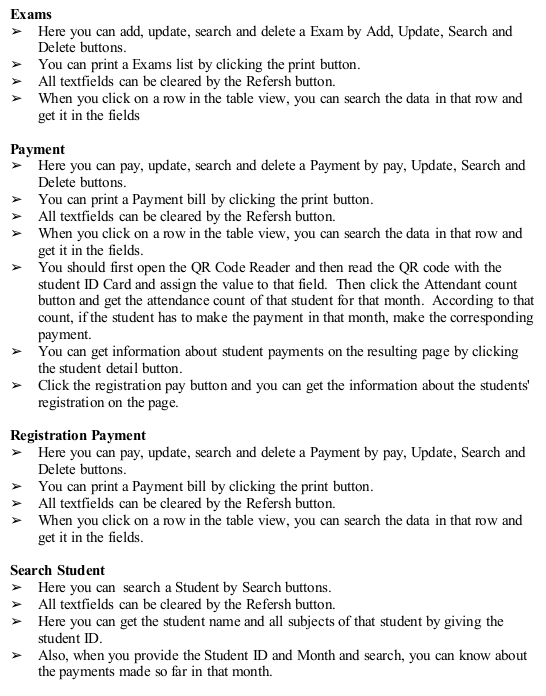 Exams
➢ Here you can add, update, search and delete a Exam by Add, Update, Search and
Delete buttons.
➢ You can print a Exams list by clicking the print button.
➢ All textfields can be cleared by the Refersh button.
➢ When you click on a row in the table view, you can search the data in that row and
get it in the fields
Payment
➢ Here you can pay, update, search and delete a Payment by pay, Update, Search and
Delete buttons.
➢ You can print a Payment bill by clicking the print button.
➢ All textfields can be cleared by the Refersh button.
➢ When you click on a row in the table view, you can search the data in that row and
get it in the fields.
➢ You should first open the QR Code Reader and then read the QR code with the
student ID Card and assign the value to that field. Then click the Attendant count
button and get the attendance count of that student for that month. According to that
count, if the student has to make the payment in that month, make the corresponding
payment.
➢ You can get information about student payments on the resulting page by clicking
the student detail button.
➢ Click the registration pay button and you can get the information about the students'
registration on the page.
Registration Payment
➢ Here you can pay, update, search and delete a Payment by pay, Update, Search and
Delete buttons.
➢ You can print a Payment bill by clicking the print button.
➢ All textfields can be cleared by the Refersh button.
➢ When you click on a row in the table view, you can search the data in that row and
get it in the fields.
Search Student
➢ Here you can search a Student by Search buttons.
➢ All textfields can be cleared by the Refersh button.
➢ Here you can get the student name and all subjects of that student by giving the
student ID.
➢ Also, when you provide the Student ID and Month and search, you can know about
the payments made so far in that month.